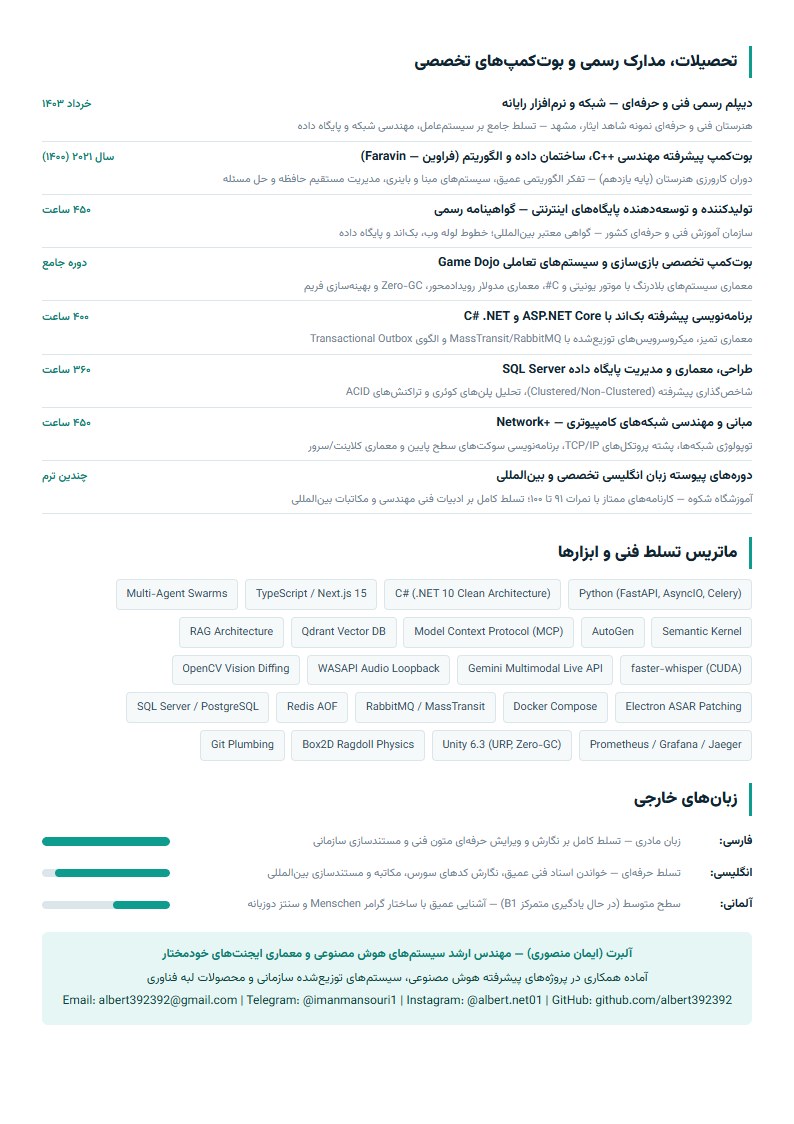 تحصیلات، مدارک رسمی و بوت‌کمپ‌های تخصصی
دیپلم رسمی فنی و حرفه‌ای — شبکه و نرم‌افزار رایانه
خرداد ۱۴۰۳
هنرستان فنی و حرفه‌ای نمونه شاهد ایثار، مشهد — تسلط جامع بر سیستم‌عامل، مهندسی شبکه و پایگاه داده
بوت‌کمپ پیشرفته مهندسی C++، ساختمان داده و الگوریتم (فراوین — Faravin)
سال ۲۰۲۱ (۱۴۰۰)
دوران کارورزی هنرستان (پایه یازدهم) — تفکر الگوریتمی عمیق، سیستم‌های مبنا و باینری، مدیریت مستقیم حافظه و حل مسئله
تولیدکننده و توسعه‌دهنده پایگاه‌های اینترنتی — گواهینامه رسمی
۴۵۰ ساعت
سازمان آموزش فنی و حرفه‌ای کشور — گواهی معتبر بین‌المللی؛ خطوط لوله وب، بک‌اند و پایگاه داده
بوت‌کمپ تخصصی بازی‌سازی و سیستم‌های تعاملی Game Dojo
دوره جامع
معماری سیستم‌های بلادرنگ با موتور یونیتی و C#، معماری مدولار رویدادمحور، Zero-GC و بهینه‌سازی فریم
برنامه‌نویسی پیشرفته بک‌اند با ASP.NET Core و C# .NET
۴۰۰ ساعت
معماری تمیز، میکروسرویس‌های توزیع‌شده با MassTransit/RabbitMQ و الگوی Transactional Outbox
طراحی، معماری و مدیریت پایگاه داده SQL Server
۳۶۰ ساعت
شاخص‌گذاری پیشرفته (Clustered/Non-Clustered)، تحلیل پلن‌های کوئری و تراکنش‌های ACID
مبانی و مهندسی شبکه‌های کامپیوتری — Network+
۴۵۰ ساعت
توپولوژی شبکه‌ها، پشته پروتکل‌های TCP/IP، برنامه‌نویسی سوکت‌های سطح پایین و معماری کلاینت/سرور
دوره‌های پیوسته زبان انگلیسی تخصصی و بین‌المللی
چندین ترم
آموزشگاه شکوه — کارنامه‌های ممتاز با نمرات ۹۱ تا ۱۰۰؛ تسلط کامل بر ادبیات فنی مهندسی و مکاتبات بین‌المللی
ماتریس تسلط فنی و ابزارها
Python (FastAPI, AsyncIO, Celery)
C# (.NET 10 Clean Architecture)
TypeScript / Next.js 15
Multi-Agent Swarms
Semantic Kernel
AutoGen
Model Context Protocol (MCP)
Qdrant Vector DB
RAG Architecture
faster-whisper (CUDA)
Gemini Multimodal Live API
WASAPI Audio Loopback
OpenCV Vision Diffing
Electron ASAR Patching
Docker Compose
RabbitMQ / MassTransit
Redis AOF
SQL Server / PostgreSQL
Prometheus / Grafana / Jaeger
Unity 6.3 (URP, Zero-GC)
Box2D Ragdoll Physics
Git Plumbing
زبان‌های خارجی
فارسی: زبان مادری — تسلط کامل بر نگارش و ویرایش حرفه‌ای متون فنی و مستندسازی سازمانی
انگلیسی: تسلط حرفه‌ای — خواندن اسناد فنی عمیق، نگارش کدهای سورس، مکاتبه و مستندسازی بین‌المللی
آلمانی: سطح متوسط (در حال یادگیری متمرکز B1) — آشنایی عمیق با ساختار گرامر Menschen و سنتز دوزبانه
آلبرت (ایمان منصوری) — مهندس ارشد سیستم‌های هوش مصنوعی و معماری ایجنت‌های خودمختار
آماده همکاری در پروژه‌های پیشرفته هوش مصنوعی، سیستم‌های توزیع‌شده سازمانی و محصولات لبه فناوری
Email: albert392392@gmail.com | Telegram: @imanmansouri1 | Instagram: @albert.net01 | GitHub: github.com/albert392392